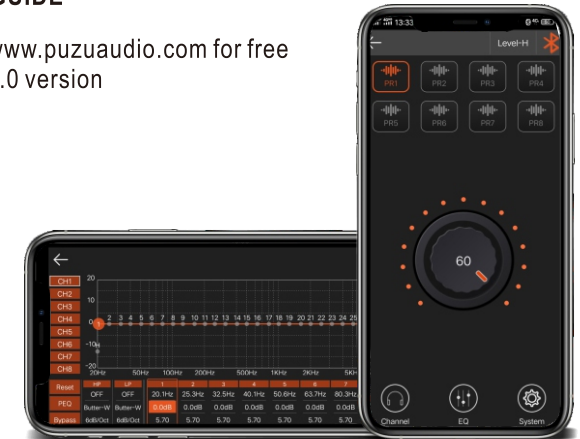 GUIDE
www.puzuaudio.com for free
.0 version
13:33
Level-H
PR1 PR2 PR3 PR4
PR5 PR6 PR7 PR8
60
Channel EQ System
CH1
CH2
CH3
CH4
CH5
CH6
CH7
CH8
20
10
0
-10
-20
1 2 3 4 5 6 7 8 9 10 11 12 13 14 15 16 17 18 19 20 21 22 23 24 25
H
20Hz 50Hz 100Hz 200Hz 500Hz 1KHz 2KHz 5KH
Reset HP LP 1 2 3 4 5 6 7
OFF OFF 20.1Hz 25.3Hz 32.5Hz 40.1Hz 50.6Hz 63.7Hz 80.3Hz
PEQ Butter-W Butter-W 0.0dB 0.0dB 0.0dB 0.0dB 0.0dB 0.0dB 0.0dB
Bypass 6dB/Oct 6dB/Oct 5.70 5.70 5.70 5.70 5.70 5.70 5.70